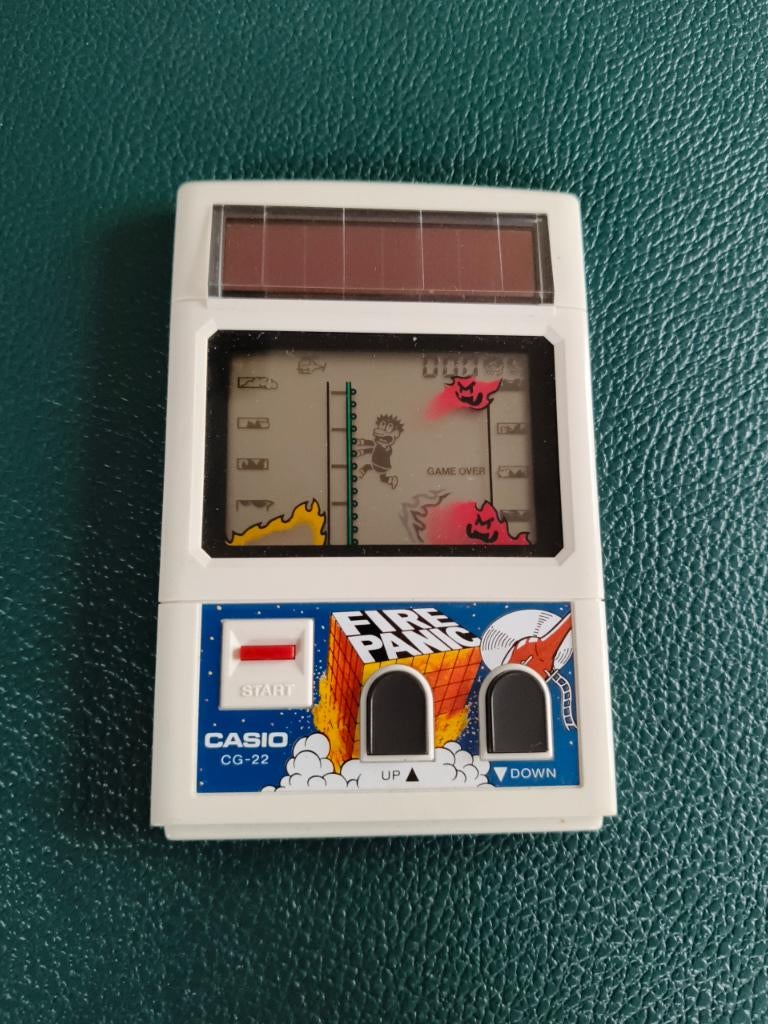 GAME OVER
FIRE
PANIC
START
CASIO
CG-22
UP ▲
▼ DOWN